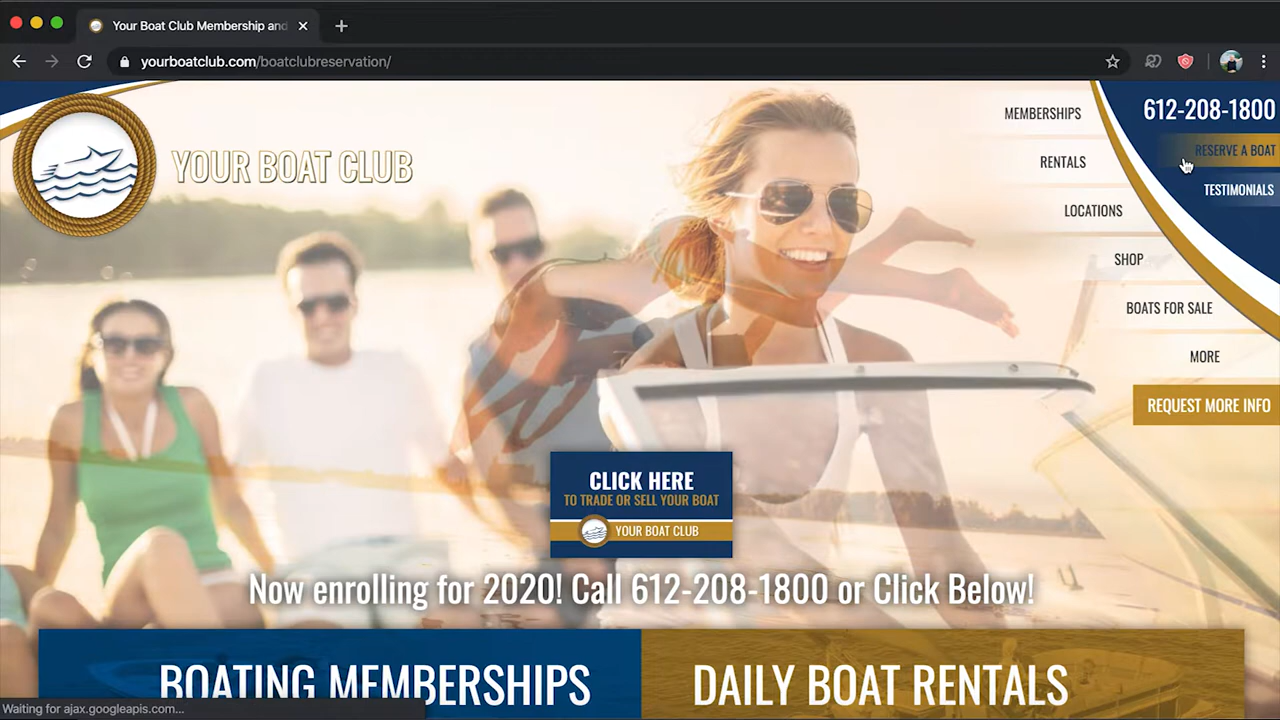 Your Boat Club Membership and
yourboatclub.com/boatclubreservation/
YOUR BOAT CLUB
MEMBERSHIPS
RENTALS
LOCATIONS
SHOP
BOATS FOR SALE
MORE
REQUEST MORE INFO
612-208-1800
RESERVE A BOAT
TESTIMONIALS
CLICK HERE
TO TRADE OR SELL YOUR BOAT
YOUR BOAT CLUB
Now enrolling for 2020! Call 612-208-1800 or Click Below!
BOATING MEMBERSHIPS
DAILY BOAT RENTALS
Waiting for ajax.googleapis.com...